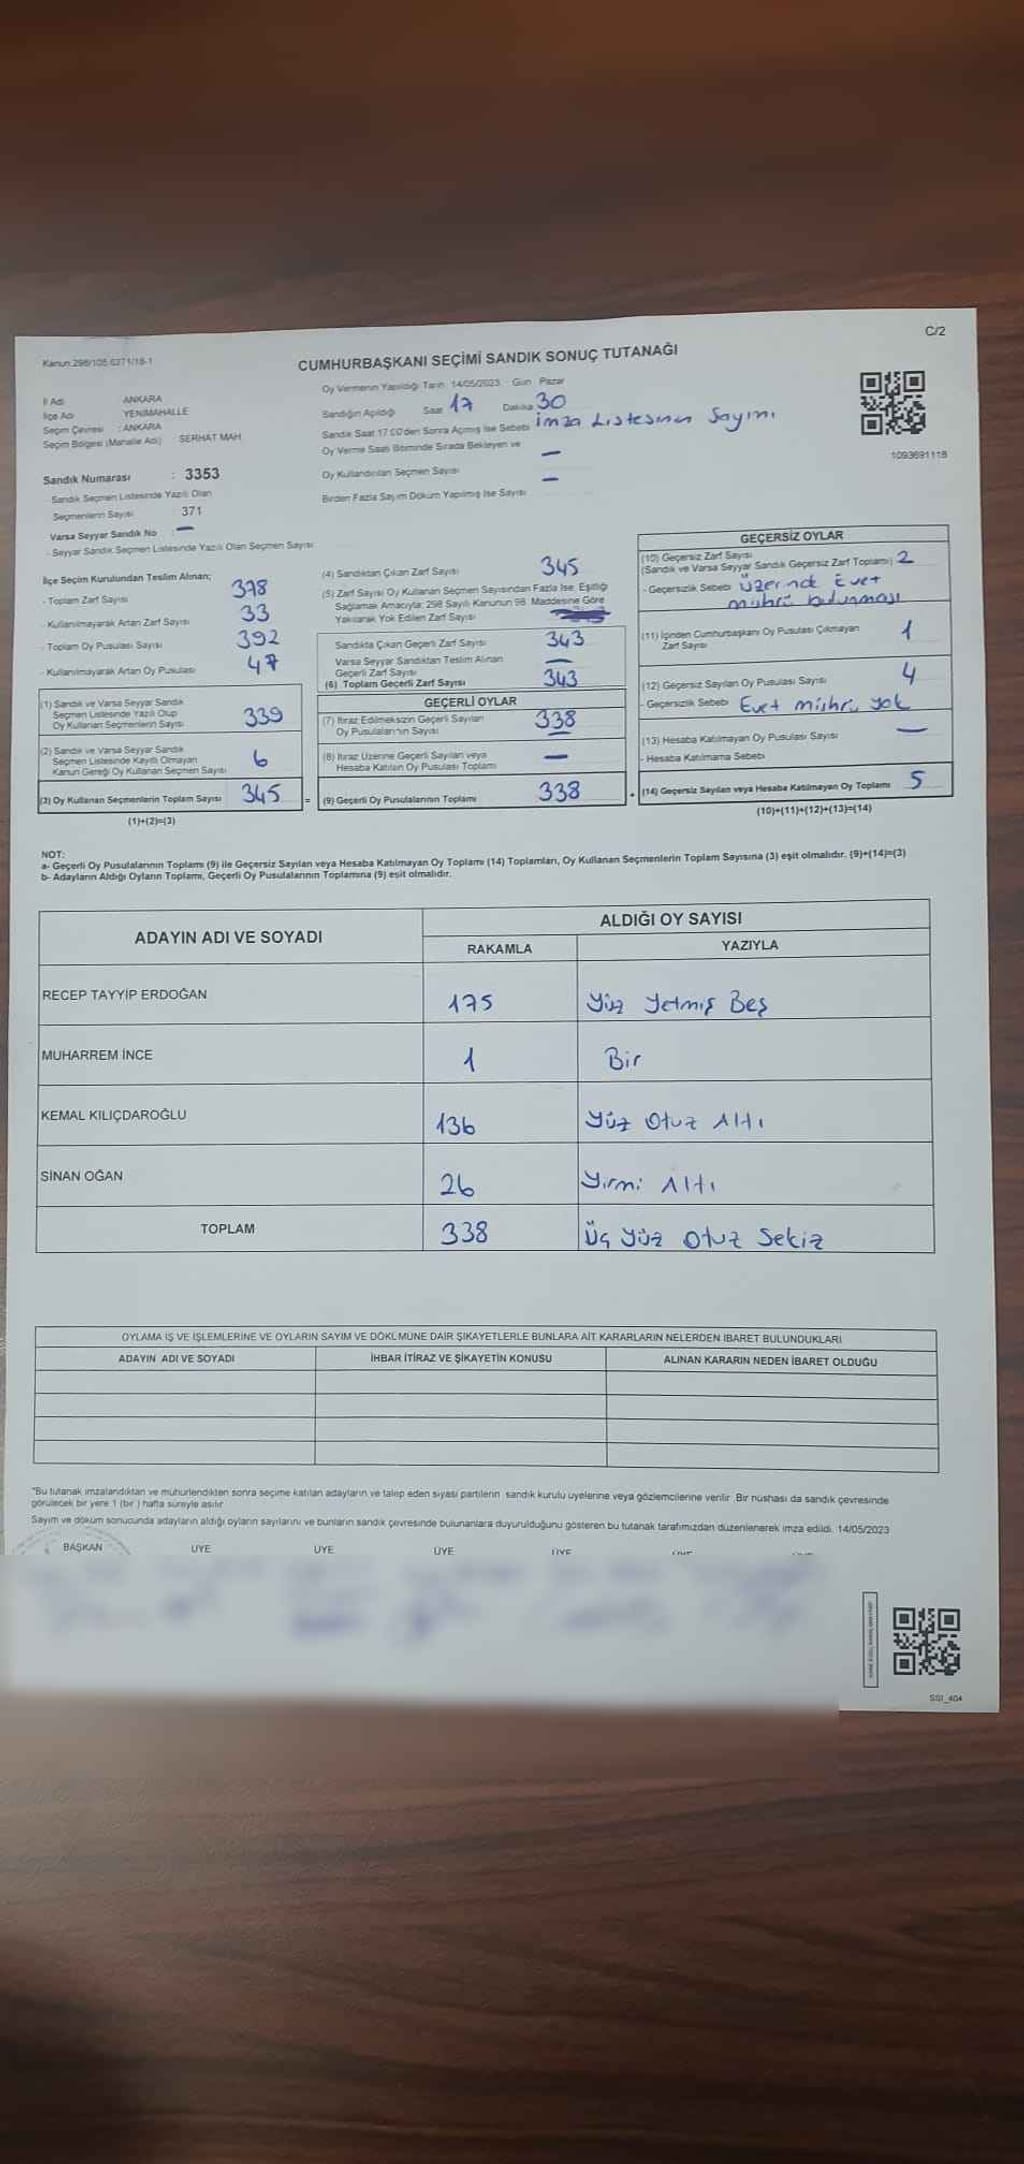 C/2
Kanun 298/105 6271/18-1
CUMHURBAŞKANI SEÇİMİ SANDIK SONUÇ TUTANAĞI
Oy Vermenin Yapıldığı Tarih 14/05/2023 - Gün Pazar
İl Adı ANKARA
İlçe Adı YENİMAHALLE
Seçim Çevresi : ANKARA
Seçim Bölgesi (Mahalle Adı) SERHAT MAH
Sandığın Açıldığı Saat 17 Dakika 30
Sandık Saat 17:00'den Sonra Açılmış İse Sebebi imza Listesinin Sayımı
Oy Verme Saati Bitiminde Sırada Bekleyen ve
Oy Kullandırılan Seçmen Sayısı —
Birden Fazla Sayım Döküm Yapılmış İse Sayısı —
1093691118
Sandık Numarası : 3353
- Sandık Seçmen Listesinde Yazılı Olan
Seçmenlerin Sayısı 371
Varsa Seyyar Sandık No : —
- Seyyar Sandık Seçmen Listesinde Yazılı Olan Seçmen Sayısı
İlçe Seçim Kurulundan Teslim Alınan;
- Toplam Zarf Sayısı 378
- Kullanılmayarak Artan Zarf Sayısı 33
- Toplam Oy Pusulası Sayısı 392
- Kullanılmayarak Artan Oy Pusulası 47
(1) Sandık ve Varsa Seyyar Sandık
Seçmen Listesinde Yazılı Olup
Oy Kullanan Seçmenlerin Sayısı 339
(2) Sandık ve Varsa Seyyar Sandık
Seçmen Listesinde Kayıtlı Olmayan
Kanun Gereği Oy Kullanan Seçmen Sayısı 6
(3) Oy Kullanan Seçmenlerin Toplam Sayısı 345
(1)+(2)=(3)
(4) Sandıktan Çıkan Zarf Sayısı 345
(5) Zarf Sayısı Oy Kullanan Seçmen Sayısından Fazla İse, Eşitliği
Sağlamak Amacıyla; 298 Sayılı Kanunun 98. Maddesine Göre
Yakılarak Yok Edilen Zarf Sayısı
Sandıkta Çıkan Geçerli Zarf Sayısı 343
Varsa Seyyar Sandıktan Teslim Alınan
Geçerli Zarf Sayısı —
(6) Toplam Geçerli Zarf Sayısı 343
GEÇERLİ OYLAR
(7) İtiraz Edilmeksizin Geçerli Sayılan
Oy Pusulalarının Sayısı 338
(8) İtiraz Üzerine Geçerli Sayılan veya
Hesaba Katılan Oy Pusulası Toplamı —
= (9) Geçerli Oy Pusulalarının Toplamı 338
GEÇERSİZ OYLAR
(10) Geçersiz Zarf Sayısı
(Sandık ve Varsa Seyyar Sandık Geçersiz Zarf Toplamı) 2
- Geçersizlik Sebebi Üzerinde Evet
mührü bulunması
(11) İçinden Cumhurbaşkanı Oy Pusulası Çıkmayan
Zarf Sayısı 1
(12) Geçersiz Sayılan Oy Pusulası Sayısı 4
- Geçersizlik Sebebi Evet mührü yok
(13) Hesaba Katılmayan Oy Pusulası Sayısı —
- Hesaba Katılmama Sebebi
+ (14) Geçersiz Sayılan veya Hesaba Katılmayan Oy Toplamı 5
(10)+(11)+(12)+(13)=(14)
NOT:
a- Geçerli Oy Pusulalarının Toplamı (9) ile Geçersiz Sayılan veya Hesaba Katılmayan Oy Toplamı (14) Toplamları, Oy Kullanan Seçmenlerin Toplam Sayısına (3) eşit olmalıdır. (9)+(14)=(3)
b- Adayların Aldığı Oyların Toplamı, Geçerli Oy Pusulalarının Toplamına (9) eşit olmalıdır.
ADAYIN ADI VE SOYADI ALDIĞI OY SAYISI
RAKAMLA YAZIYLA
RECEP TAYYİP ERDOĞAN 175 Yüz Yetmiş Beş
MUHARREM İNCE 1 Bir
KEMAL KILIÇDAROĞLU 136 Yüz Otuz Altı
SİNAN OĞAN 26 Yirmi Altı
TOPLAM 338 Üç Yüz Otuz Sekiz
OYLAMA İŞ VE İŞLEMLERİNE VE OYLARIN SAYIM VE DÖKÜMÜNE DAİR ŞİKAYETLERLE BUNLARA AİT KARARLARIN NELERDEN İBARET BULUNDUKLARI
ADAYIN ADI VE SOYADI İHBAR İTİRAZ VE ŞİKAYETİN KONUSU ALINAN KARARIN NEDEN İBARET OLDUĞU
"Bu tutanak imzalandıktan ve mühürlendikten sonra seçime katılan adayların ve talep eden siyasi partilerin sandık kurulu üyelerine veya gözlemcilerine verilir. Bir nüshası da sandık çevresinde
görülecek bir yere 1 (bir) hafta süreyle asılır.
Sayım ve döküm sonucunda adayların aldığı oyların sayılarını ve bunların sandık çevresinde bulunanlara duyurulduğunu gösteren bu tutanak tarafımızdan düzenlenerek imza edildi. 14/05/2023
BAŞKAN ÜYE ÜYE ÜYE ÜYE
SSI_404